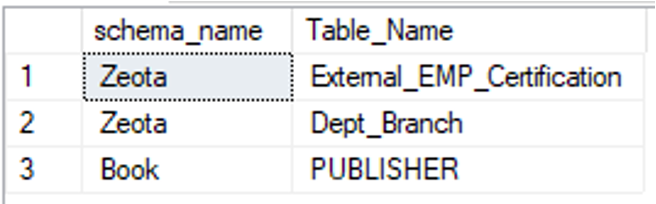 schema_name Table_Name
1 Zeota External_EMP_Certification
2 Zeota Dept_Branch
3 Book PUBLISHER